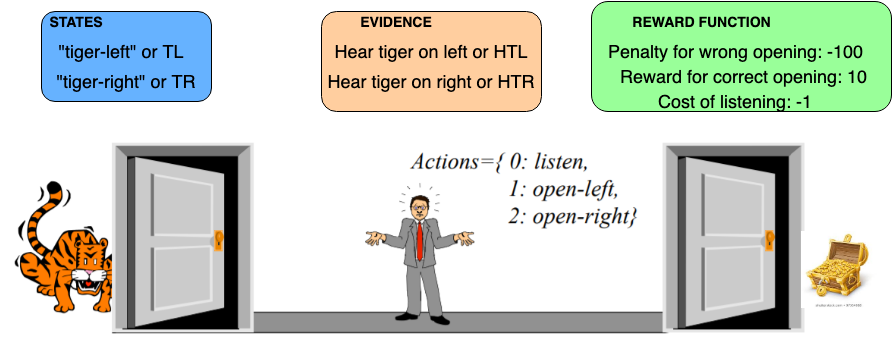 STATES
"tiger-left" or TL
"tiger-right" or TR
EVIDENCE
Hear tiger on left or HTL
Hear tiger on right or HTR
REWARD FUNCTION
Penalty for wrong opening: -100
Reward for correct opening: 10
Cost of listening: -1
Actions={ 0: listen,
1: open-left,
2: open-right}